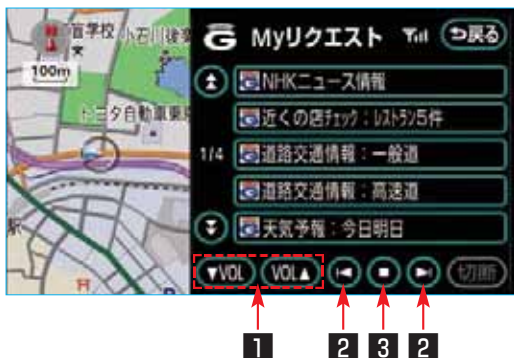 盲学校
小石川後
100m
トヨタ自動車東
駅
H
G Myリクエスト 戻る
NHKニュース情報
近くの店チェック：レストラン5件
1/4 道路交通情報：一般道
道路交通情報：高速道
天気予報：今日明日
▼VOL VOL▲ 切断
1 2 3 2